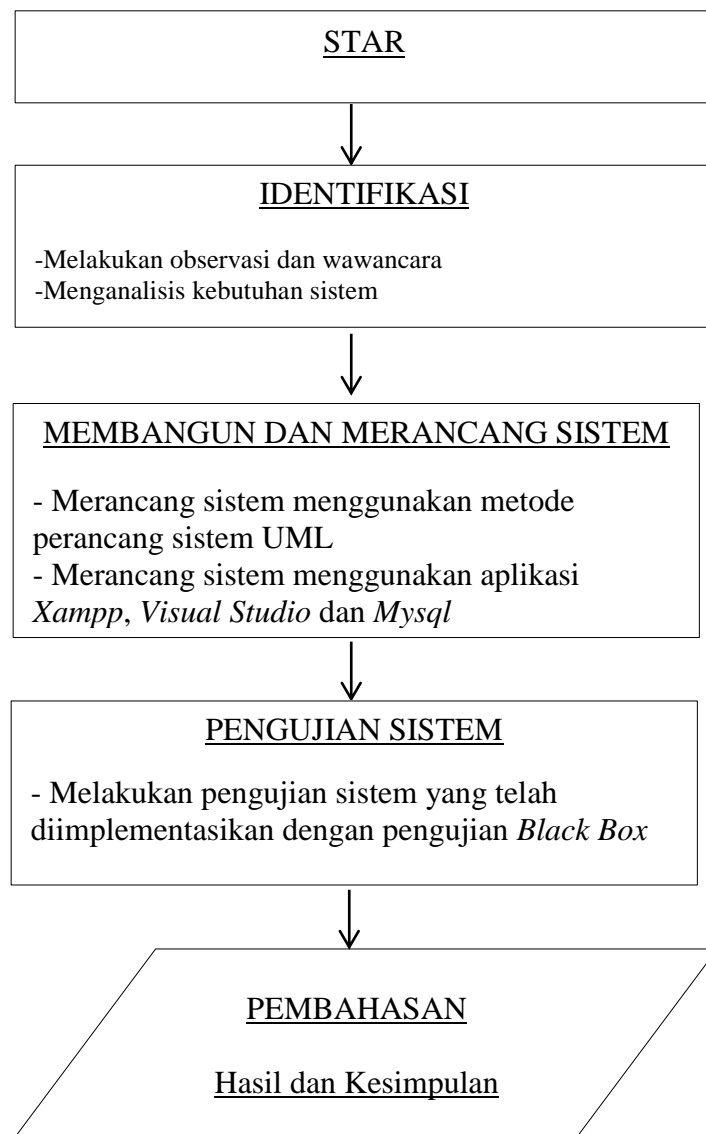 STAR
IDENTIFIKASI
-Melakukan observasi dan wawancara
-Menganalisis kebutuhan sistem
MEMBANGUN DAN MERANCANG SISTEM
- Merancang sistem menggunakan metode
perancang sistem UML
- Merancang sistem menggunakan aplikasi
Xampp, Visual Studio dan Mysql
PENGUJIAN SISTEM
- Melakukan pengujian sistem yang telah
diimplementasikan dengan pengujian Black Box
PEMBAHASAN
Hasil dan Kesimpulan